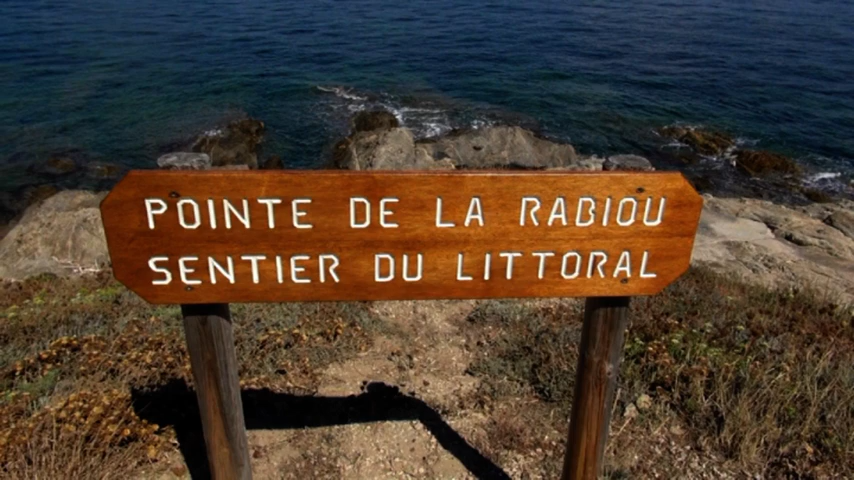 POINTE DE LA RABIOU
SENTIER DU LITTORAL